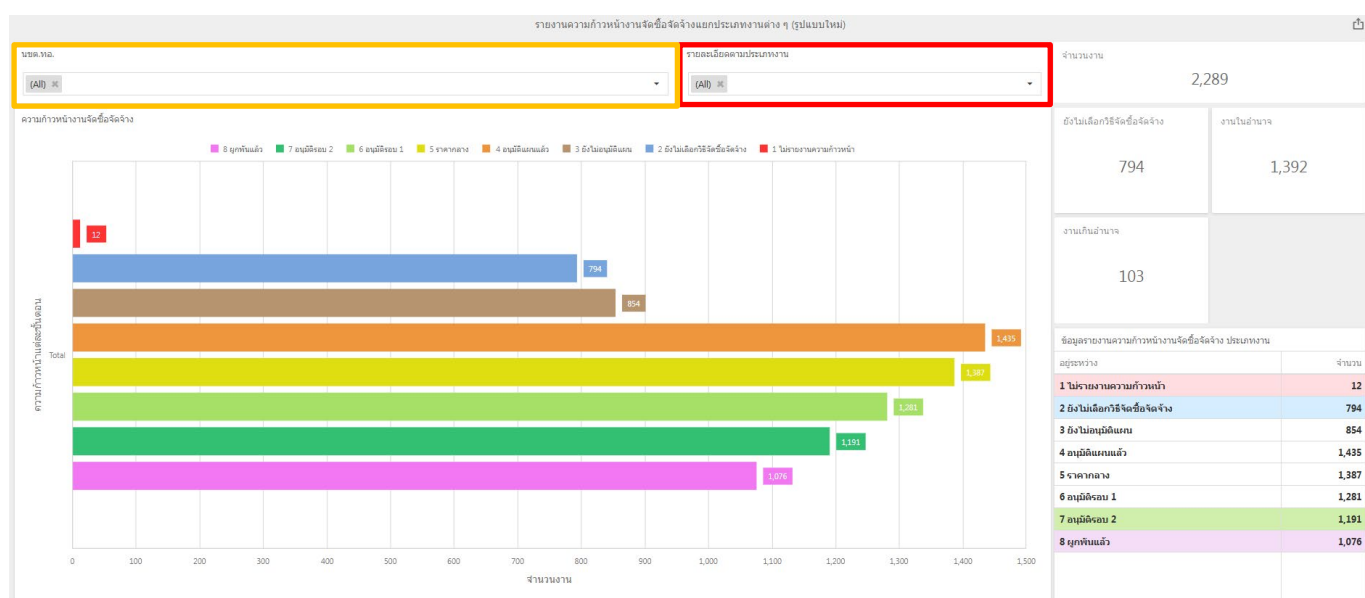 รายงานความก้าวหน้างานจัดซื้อจัดจ้างแยกประเภทงานต่าง ๆ (รูปแบบใหม่)
นขต.ทอ.
(All)
รายละเอียดตามประเภทงาน
(All)
จำนวนงาน
2,289
ความก้าวหน้างานจัดซื้อจัดจ้าง
8 ผูกพันแล้ว 7 อนุมัติรอบ 2 6 อนุมัติรอบ 1 5 ราคากลาง 4 อนุมัติแผนแล้ว 3 ยังไม่อนุมัติแผน 2 ยังไม่เลือกวิธีจัดซื้อจัดจ้าง 1 ไม่รายงานความก้าวหน้า
12
794
854
1,435
1,387
1,281
1,191
1,076
ความก้าวหน้าแต่ละขั้นตอน
Total
0 100 200 300 400 500 600 700 800 900 1,000 1,100 1,200 1,300 1,400 1,500
จำนวนงาน
ยังไม่เลือกวิธีจัดซื้อจัดจ้าง
794
งานในอำนาจ
1,392
งานเกินอำนาจ
103
ข้อมูลรายงานความก้าวหน้างานจัดซื้อจัดจ้าง ประเภทงาน
อยู่ระหว่าง จำนวน
1 ไม่รายงานความก้าวหน้า 12
2 ยังไม่เลือกวิธีจัดซื้อจัดจ้าง 794
3 ยังไม่อนุมัติแผน 854
4 อนุมัติแผนแล้ว 1,435
5 ราคากลาง 1,387
6 อนุมัติรอบ 1 1,281
7 อนุมัติรอบ 2 1,191
8 ผูกพันแล้ว 1,076